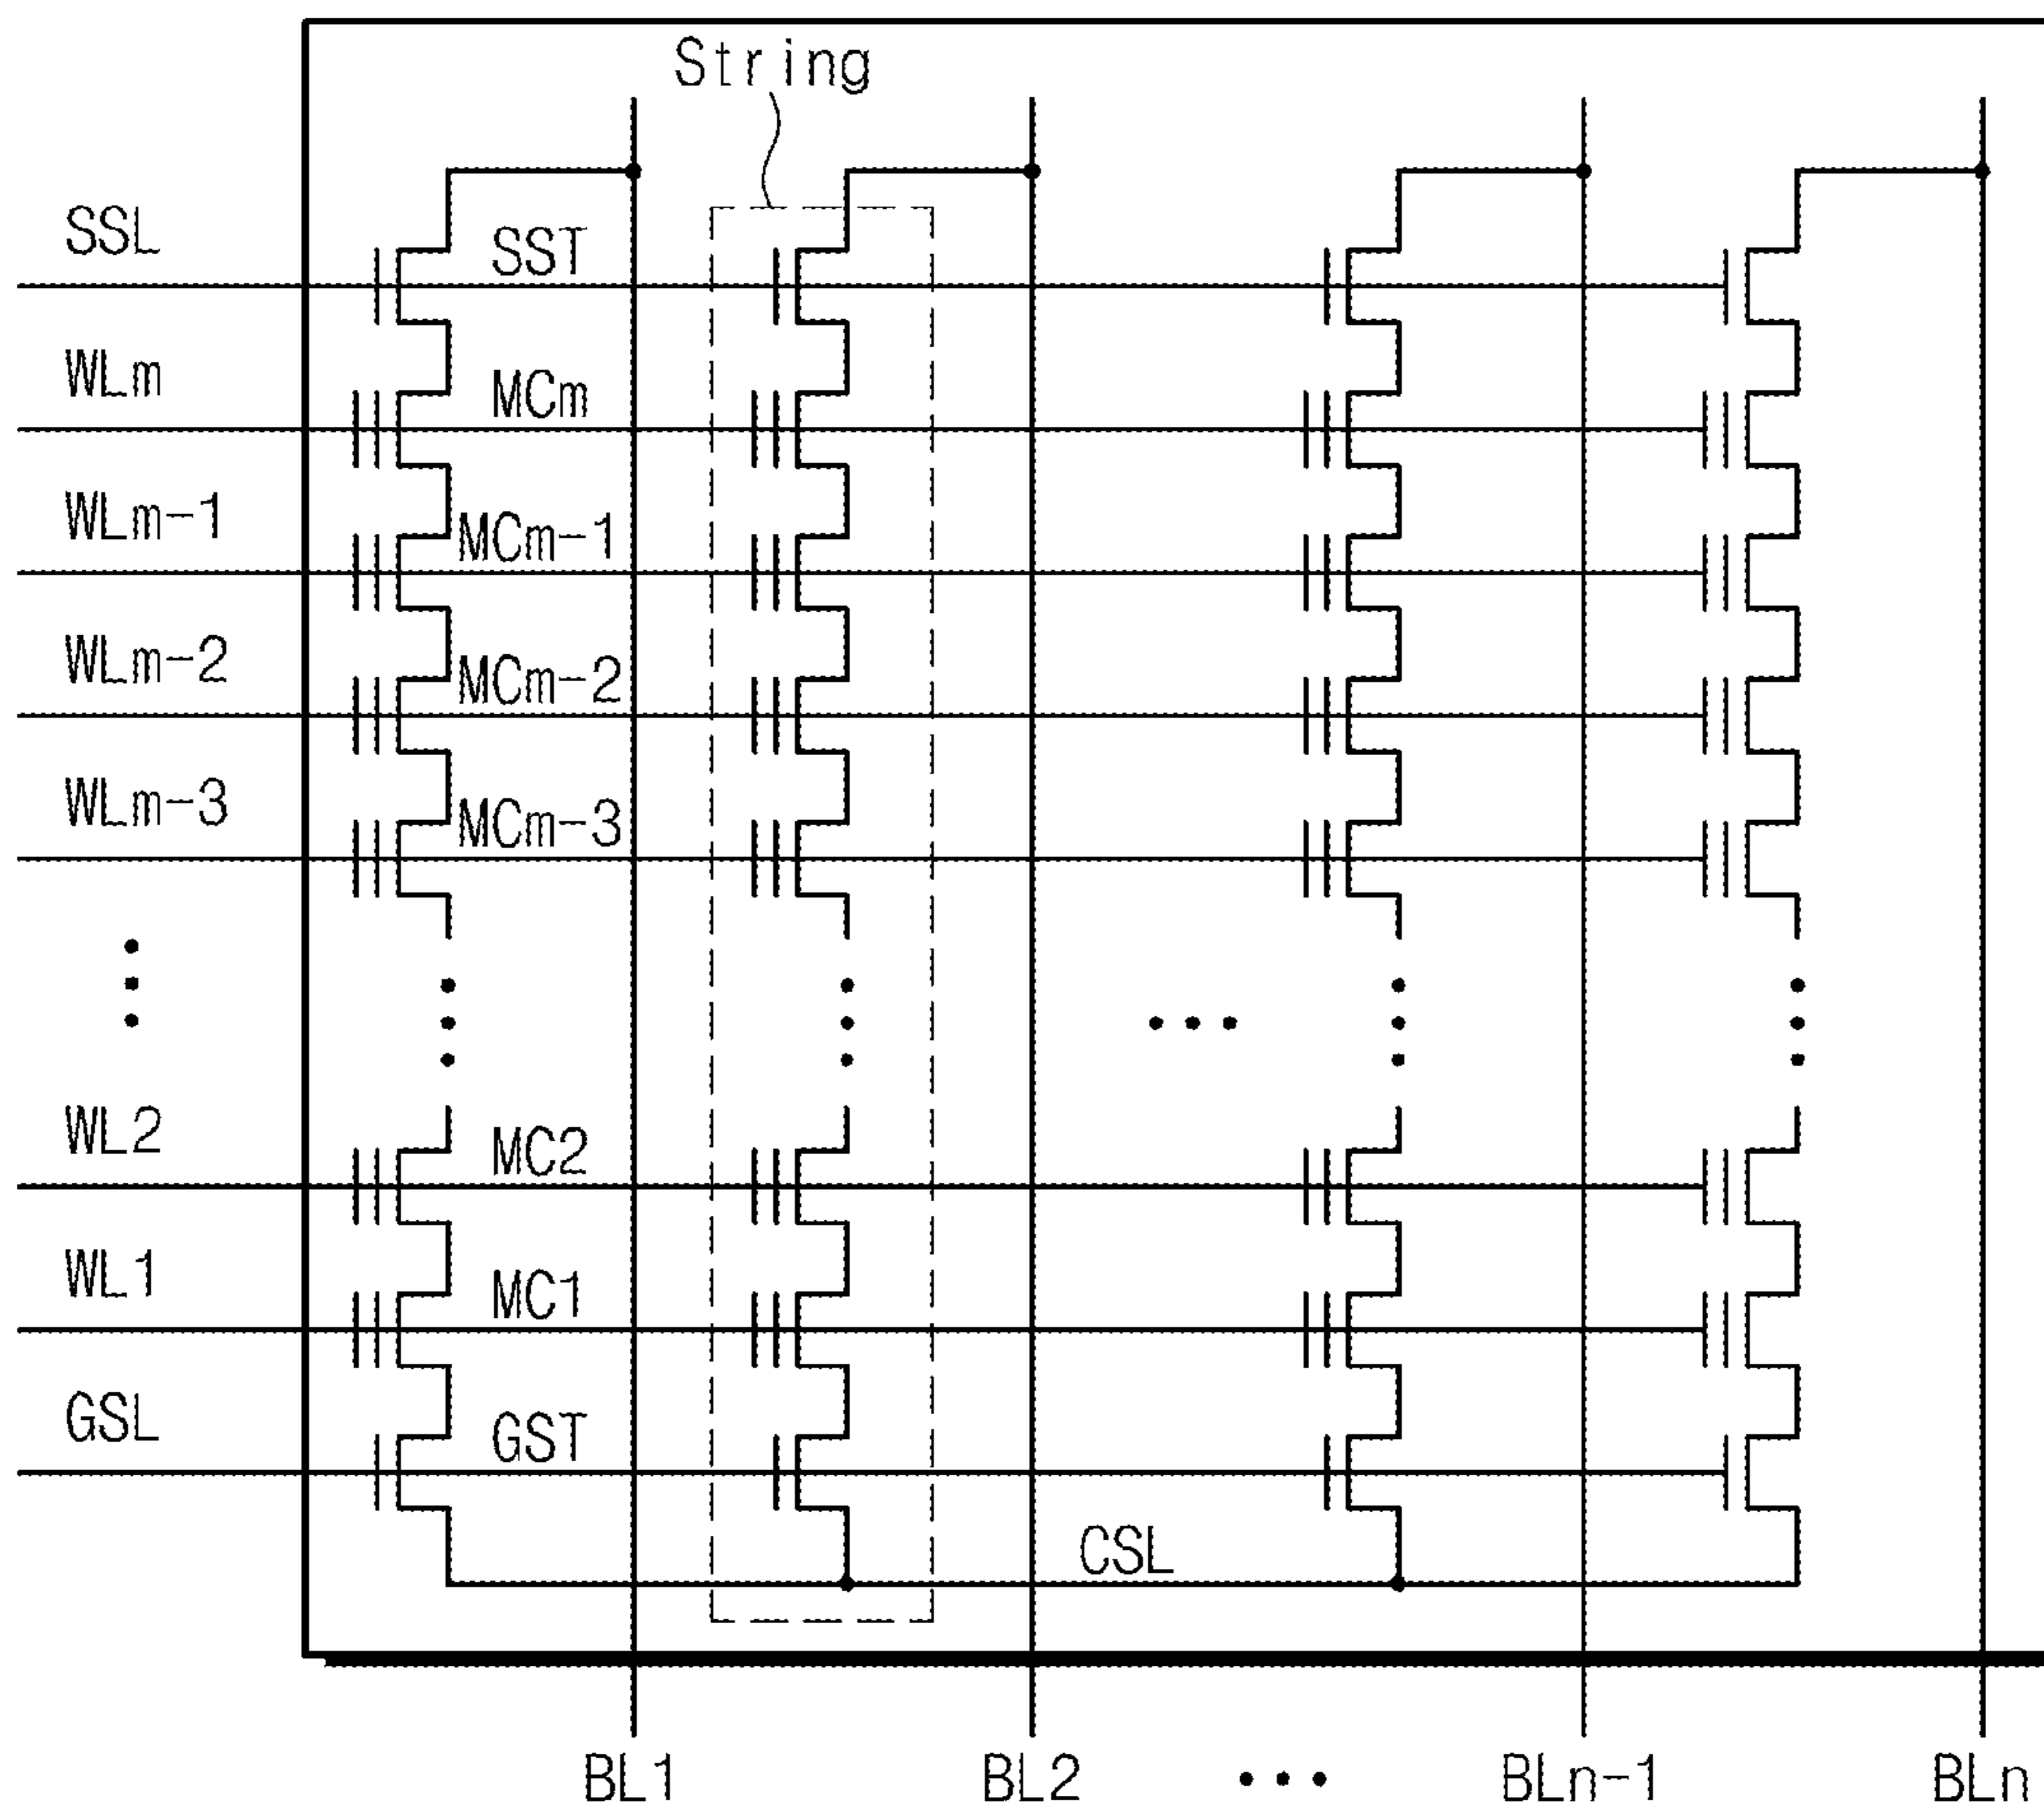 String
SSL
SST
WLm
MCm
WLm-1
MCm-1
WLm-2
MCm-2
WLm-3
MCm-3
WL2
MC2
WL1
MC1
GSL
GST
CSL
BL1 BL2 ••• BLn-1 BLn